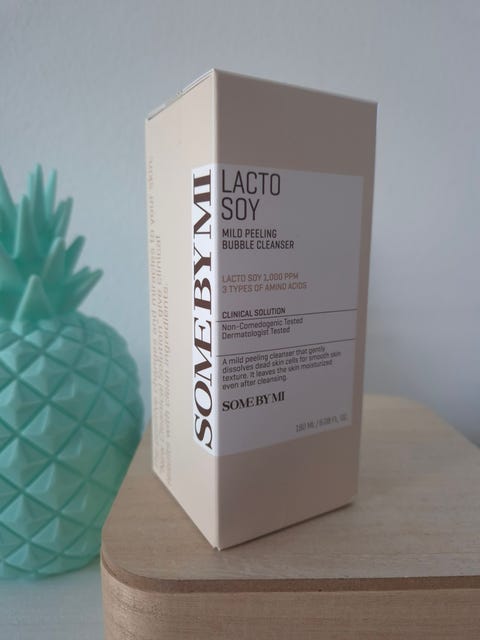 SOME BY MI
LACTO
SOY
MILD PEELING
BUBBLE CLEANSER
LACTO SOY 1,000 PPM
3 TYPES OF AMINO ACIDS
CLINICAL SOLUTION
Non-Comedogenic Tested
Dermatologist Tested
A mild peeling cleanser that gently
dissolves dead skin cells for smooth skin
texture. It leaves the skin moisturized
even after cleansing.
SOME BY MI
180 ML / 6.08 FL. OZ.